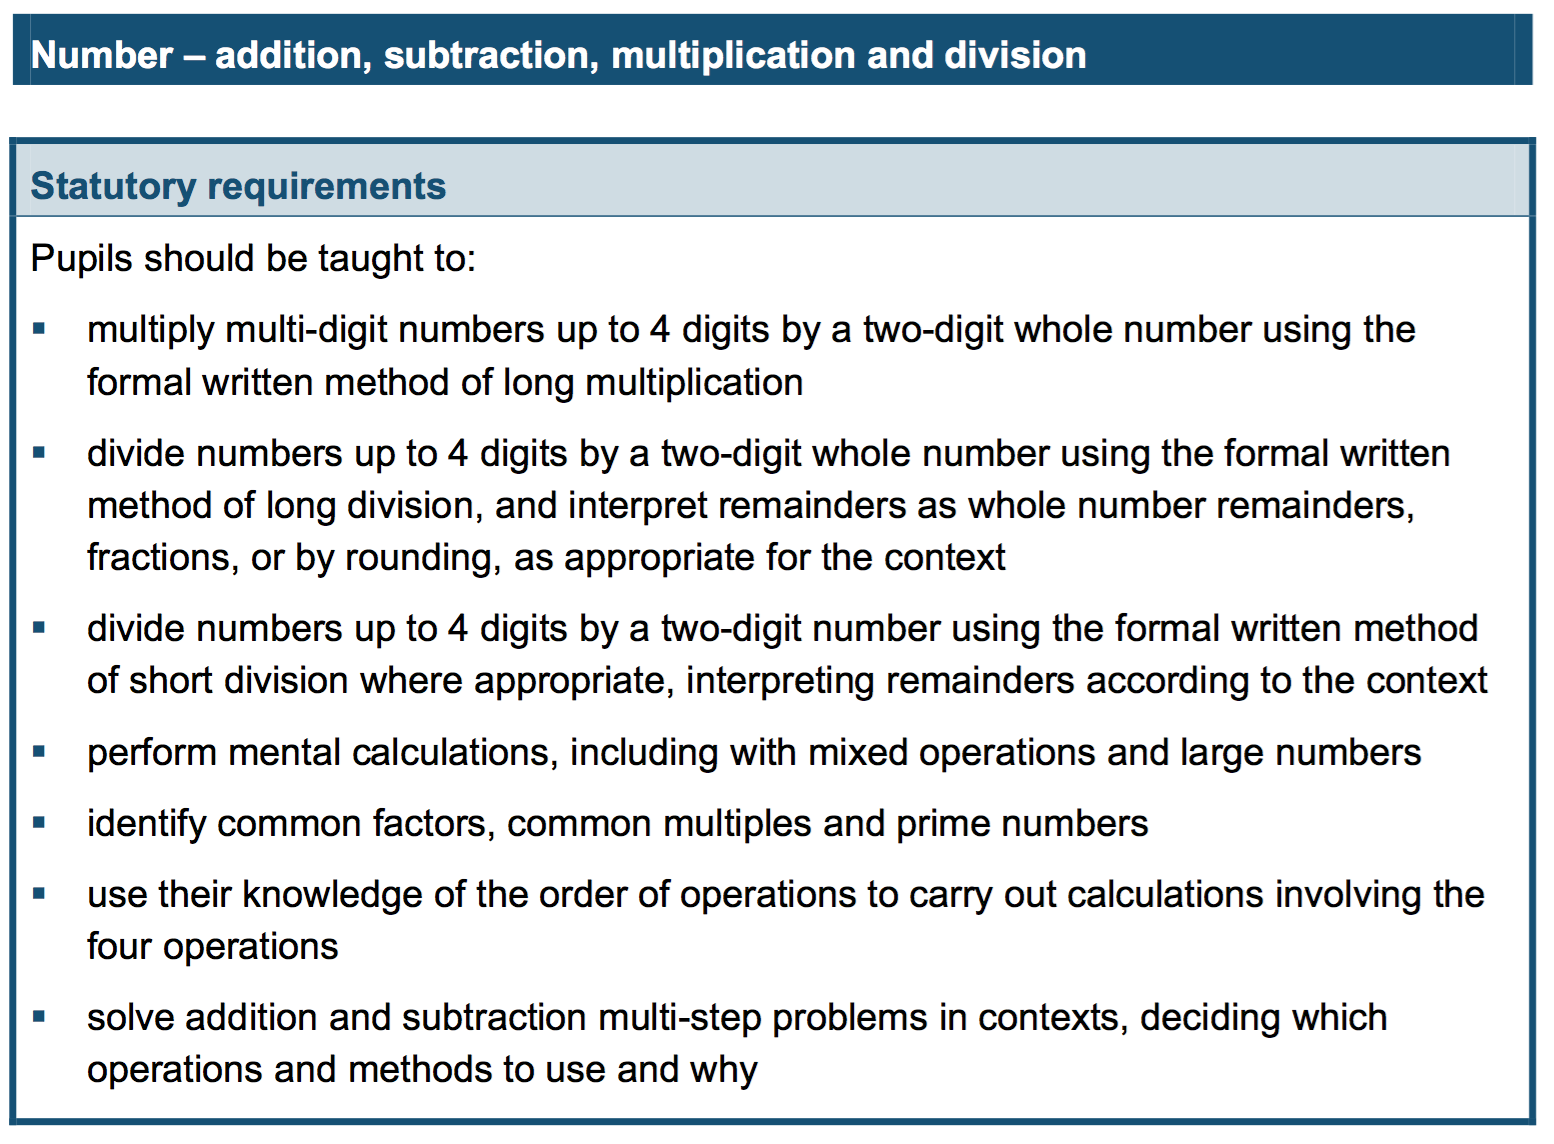 Number – addition, subtraction, multiplication and division
Statutory requirements
Pupils should be taught to:
▪ multiply multi-digit numbers up to 4 digits by a two-digit whole number using the
formal written method of long multiplication
▪ divide numbers up to 4 digits by a two-digit whole number using the formal written
method of long division, and interpret remainders as whole number remainders,
fractions, or by rounding, as appropriate for the context
▪ divide numbers up to 4 digits by a two-digit number using the formal written method
of short division where appropriate, interpreting remainders according to the context
▪ perform mental calculations, including with mixed operations and large numbers
▪ identify common factors, common multiples and prime numbers
▪ use their knowledge of the order of operations to carry out calculations involving the
four operations
▪ solve addition and subtraction multi-step problems in contexts, deciding which
operations and methods to use and why